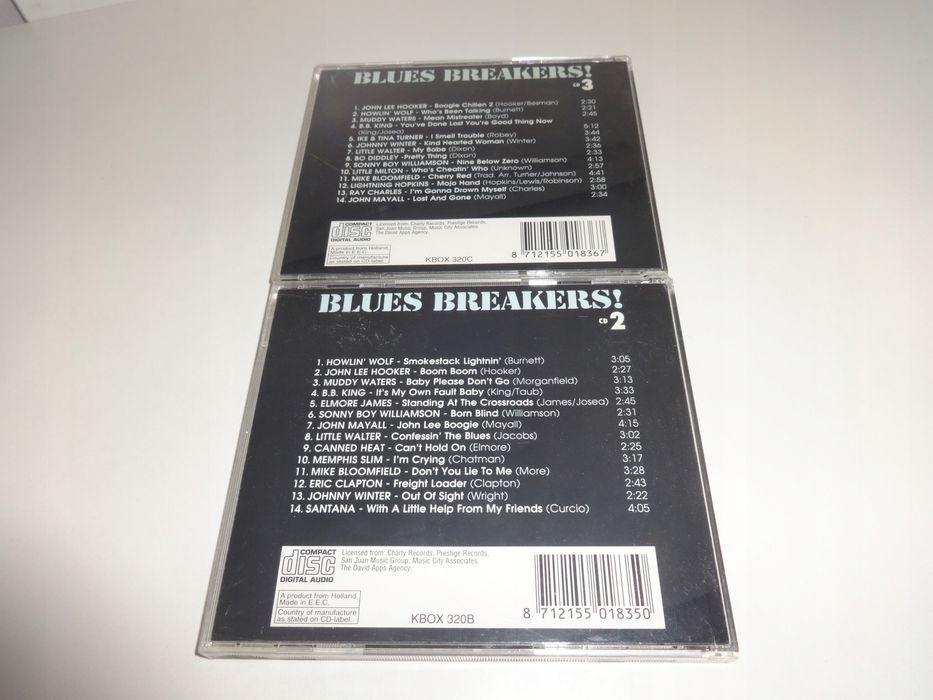 BLUES BREAKERS!
CD 3
1. JOHN LEE HOOKER - Boogie Chillen 2 (Hooker/Besman) 2:30
2. HOWLIN' WOLF - Who's Been Talking (Burnett) 2:21
3. MUDDY WATERS - Mean Mistreater (Boyd) 2:45
4. B.B. KING - You've Done Lost You're Good Thing Now
(King/Josea) 5:12
5. IKE & TINA TURNER - I Smell Trouble (Robey) 3:44
6. JOHNNY WINTER - Kind Hearted Woman (Winter) 3:42
7. LITTLE WALTER - My Babe (Dixon) 2:36
8. BO DIDDLEY -Pretty Thing (Dixon) 2:33
9. SONNY BOY WILLIAMSON - Nine Below Zero (Williamson) 4:13
10. LITTLE MILTON - Who's Cheatin' Who (Unknown) 2:57
11. MIKE BLOOMFIELD - Cherry Red (Trad. Arr. Turner/Johnson) 4:41
12. LIGHTNING HOPKINS - Mojo Hand (Hopkins/Lewis/Robinson) 2:58
13. RAY CHARLES - I'm Gonna Drown Myself (Charles) 3:00
14. JOHN MAYALL - Lost And Gone (Mayall) 2:34
COMPACT
disc
DIGITAL AUDIO
Licensed from: Charly Records, Prestige Records,
San Juan Music Group, Music City Associates,
The David Apps Agency.
A product from Holland,
Made in E.E.C.
Country of manufacture
as stated on CD-label.
KBOX 320C
8 712155 018367
BLUES BREAKERS!
CD 2
1. HOWLIN' WOLF - Smokestack Lightnin' (Burnett) 3:05
2. JOHN LEE HOOKER - Boom Boom (Hooker) 2:27
3. MUDDY WATERS - Baby Please Don't Go (Morganfield) 3:13
4. B.B. KING - It's My Own Fault Baby (King/Taub) 3:33
5. ELMORE JAMES - Standing At The Crossroads (James/Josea) 2:45
6. SONNY BOY WILLIAMSON - Born Blind (Williamson) 2:31
7. JOHN MAYALL - John Lee Boogie (Mayall) 4:15
8. LITTLE WALTER - Confessin' The Blues (Jacobs) 3:02
9. CANNED HEAT - Can't Hold On (Elmore) 2:25
10. MEMPHIS SLIM - I'm Crying (Chatman) 3:17
11. MIKE BLOOMFIELD - Don't You Lie To Me (More) 3:28
12. ERIC CLAPTON - Freight Loader (Clapton) 2:43
13. JOHNNY WINTER - Out Of Sight (Wright) 2:22
14. SANTANA - With A Little Help From My Friends (Curcio) 4:05
COMPACT
disc
DIGITAL AUDIO
Licensed from: Charly Records, Prestige Records,
San Juan Music Group, Music City Associates.
The David Apps Agency.
A product from Holland,
Made in E.E.C.
Country of manufacture
as stated on CD-label.
KBOX 320B
8 712155 018350